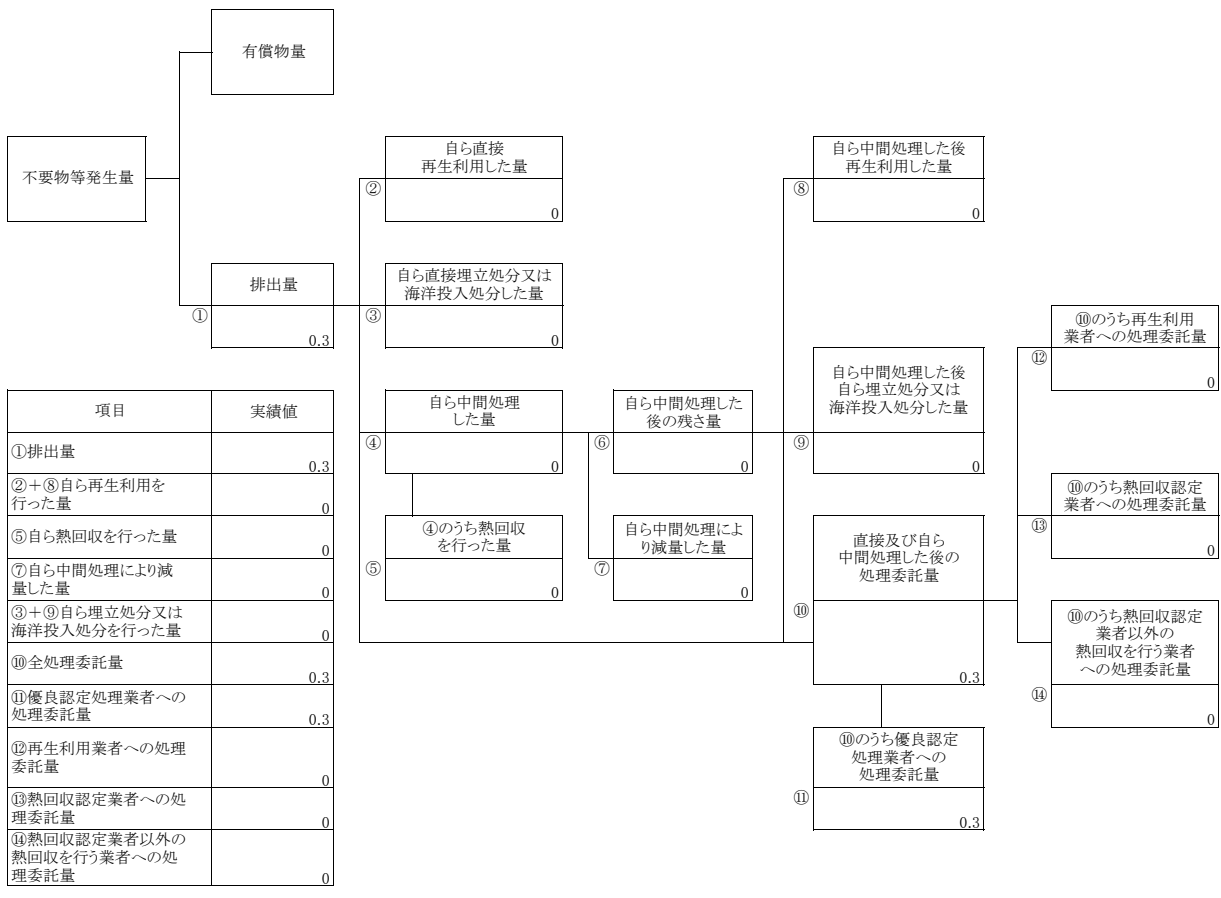 有償物量
不要物等発生量
自ら直接
再生利用した量
②
0
自ら中間処理した後
再生利用した量
⑧
0
排出量
①
0.3
自ら直接埋立処分又は
海洋投入処分した量
③
0
⑩のうち再生利用
業者への処理委託量
⑫
0
自ら中間処理
した量
④
0
自ら中間処理した
後の残さ量
⑥
0
自ら中間処理した後
自ら埋立処分又は
海洋投入処分した量
⑨
0
⑩のうち熱回収認定
業者への処理委託量
⑬
0
④のうち熱回収
を行った量
⑤
0
自ら中間処理によ
り減量した量
⑦
0
直接及び自ら
中間処理した後の
処理委託量
⑩
0.3
⑩のうち熱回収認定
業者以外の
熱回収を行う業者
への処理委託量
⑭
0
⑩のうち優良認定
処理業者への
処理委託量
⑪
0.3
項目 実績値
①排出量
0.3
②＋⑧自ら再生利用を
行った量
0
⑤自ら熱回収を行った量
0
⑦自ら中間処理により減
量した量
0
③＋⑨自ら埋立処分又は
海洋投入処分を行った量
0
⑩全処理委託量
0.3
⑪優良認定処理業者への
処理委託量
0.3
⑫再生利用業者への処理
委託量
0
⑬熱回収認定業者への処
理委託量
0
⑭熱回収認定業者以外の
熱回収を行う業者への処
理委託量
0